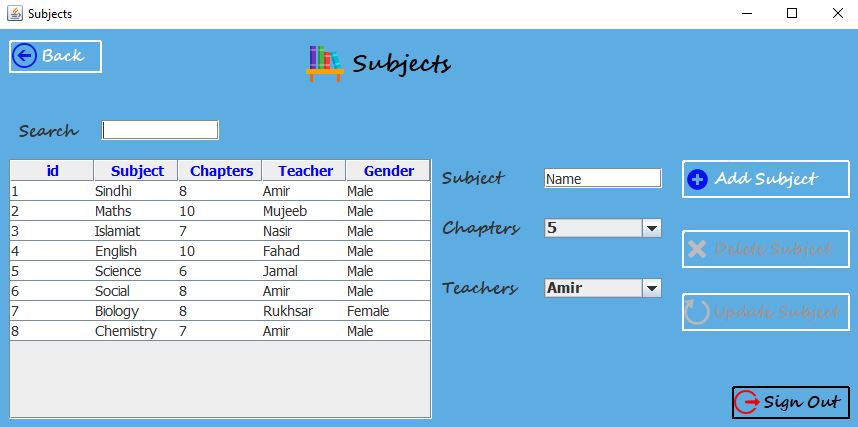 Subjects
Back
Subjects
Search
id Subject Chapters Teacher Gender
1 Sindhi 8 Amir Male
2 Maths 10 Mujeeb Male
3 Islamiat 7 Nasir Male
4 English 10 Fahad Male
5 Science 6 Jamal Male
6 Social 8 Amir Male
7 Biology 8 Rukhsar Female
8 Chemistry 7 Amir Male
Subject Name
Chapters 5
Teachers Amir
Add Subject
Delete Subject
Update Subject
Sign Out